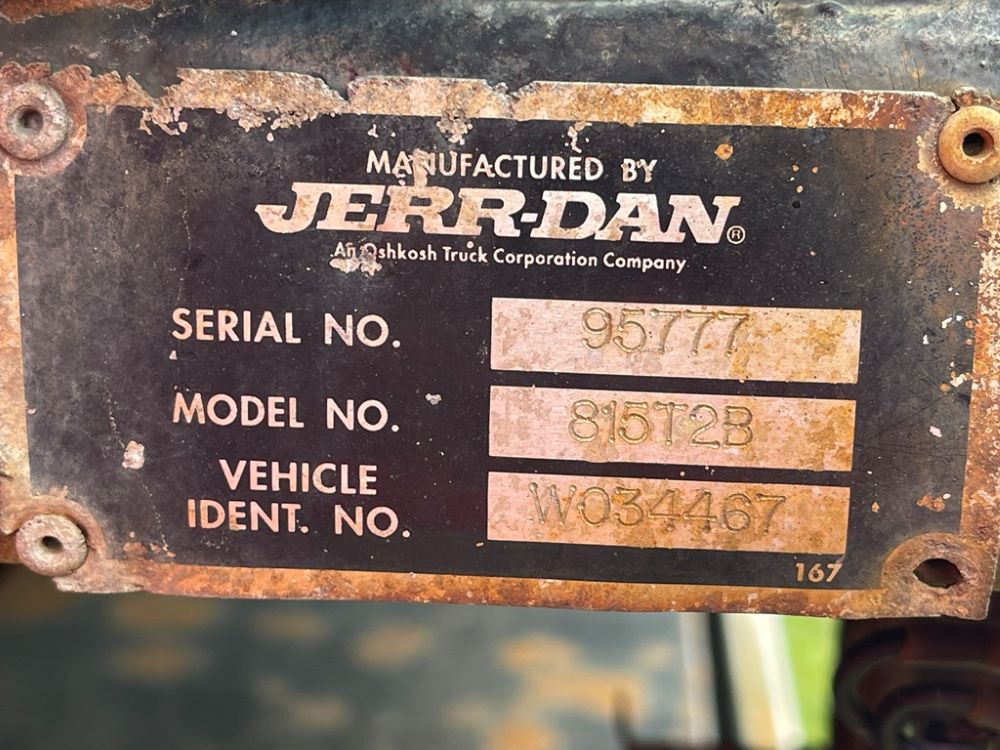 MANUFACTURED BY
JERR-DAN®
An Oshkosh Truck Corporation Company
SERIAL NO. 95777
MODEL NO. 815T2B
VEHICLE
IDENT. NO. W034467
167